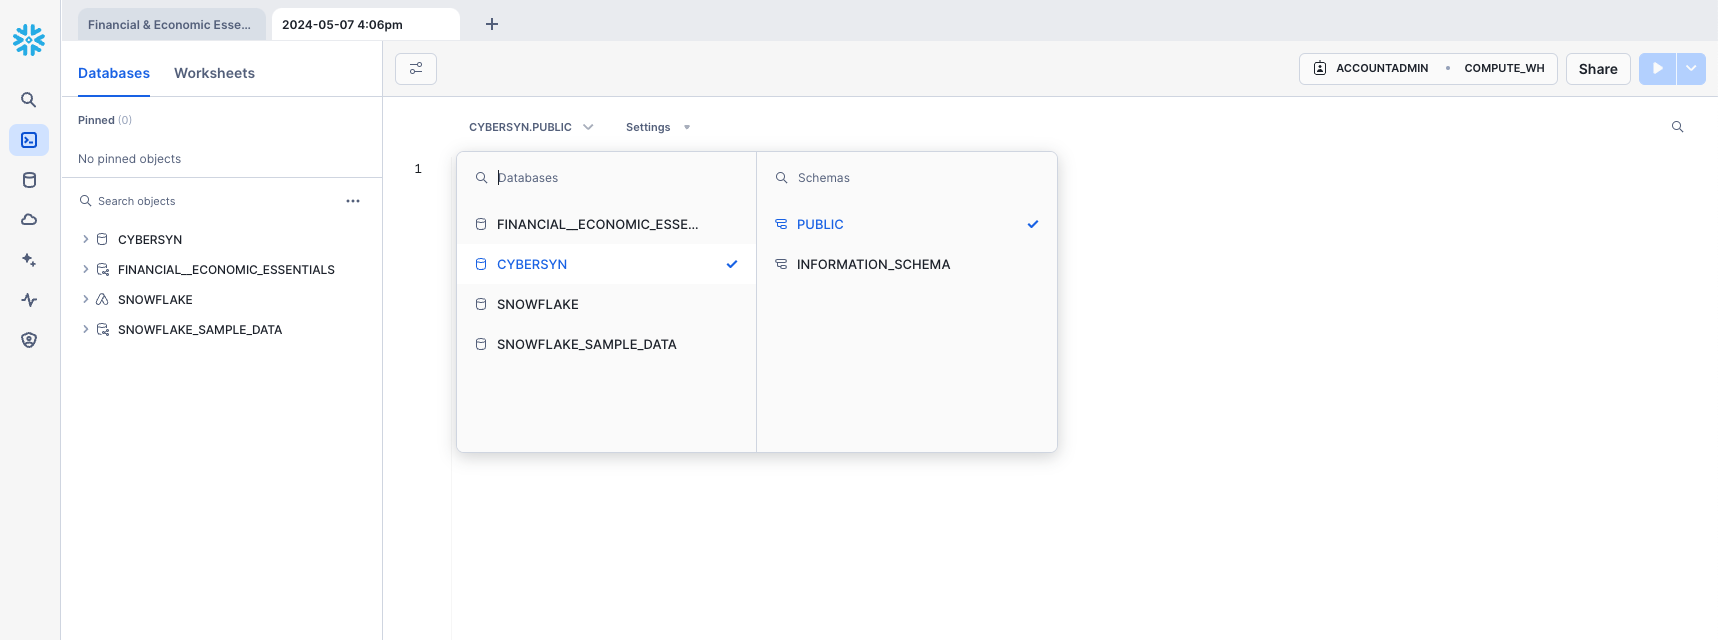 Financial & Economic Esse...
2024-05-07 4:06pm
Databases
Worksheets
ACCOUNTADMIN
COMPUTE_WH
Share
Pinned (0)
No pinned objects
Search objects
CYBERSYN
FINANCIAL__ECONOMIC_ESSENTIALS
SNOWFLAKE
SNOWFLAKE_SAMPLE_DATA
CYBERSYN.PUBLIC
Settings
1
Databases
FINANCIAL__ECONOMIC_ESSE...
CYBERSYN
SNOWFLAKE
SNOWFLAKE_SAMPLE_DATA
Schemas
PUBLIC
INFORMATION_SCHEMA